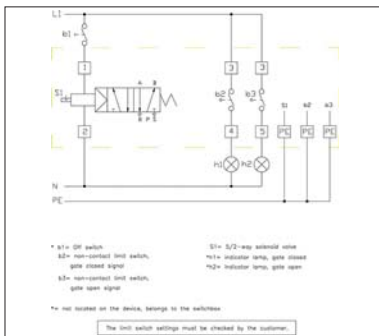 L1
b1
A B
1
3
3
S1
b2
b3
S1
b2
b3
R P S
2
4
5
PE
PE
PE
h1
h2
N
PE
* b1= Off switch
b2= non-contact limit switch,
gate closed signal
b3= non-contact limit switch,
gate open signal
S1= 5/2-way solenoid valve
*h1= indicator lamp, gate closed
*h2= indicator lamp, gate open
*= not located on the device, belongs to the switchbox
The limit switch settings must be checked by the customer.